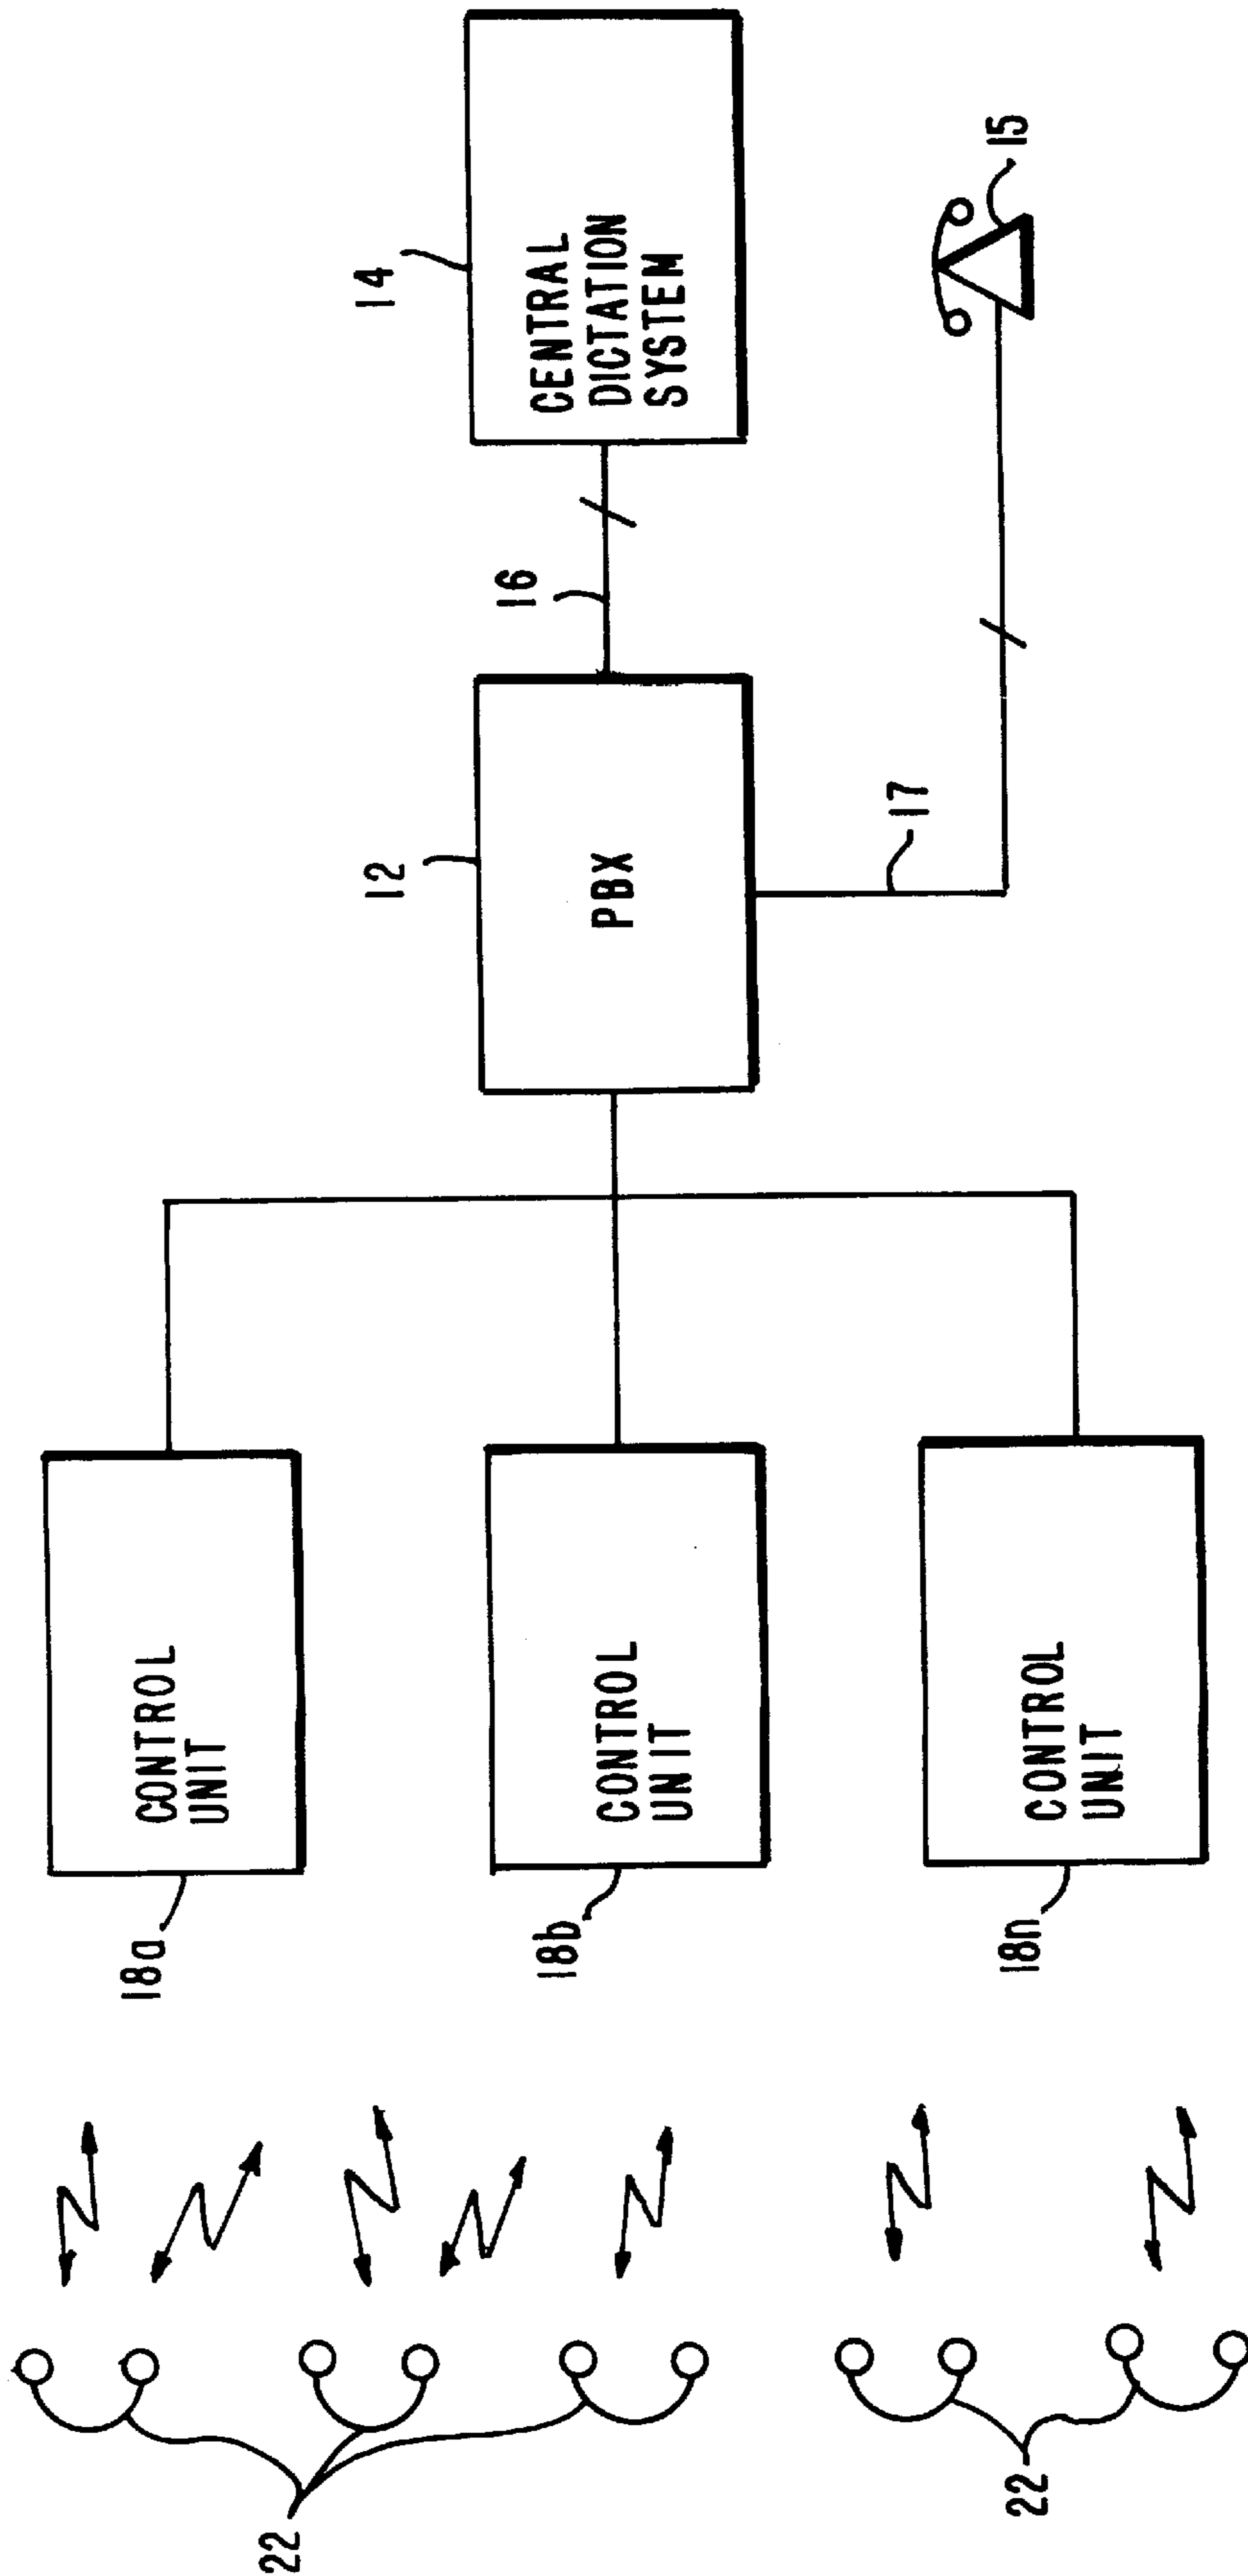 14
CENTRAL
DICTATION
SYSTEM
15
16
12
PBX
17
CONTROL
UNIT
18a
CONTROL
UNIT
18b
CONTROL
UNIT
18n
22
22